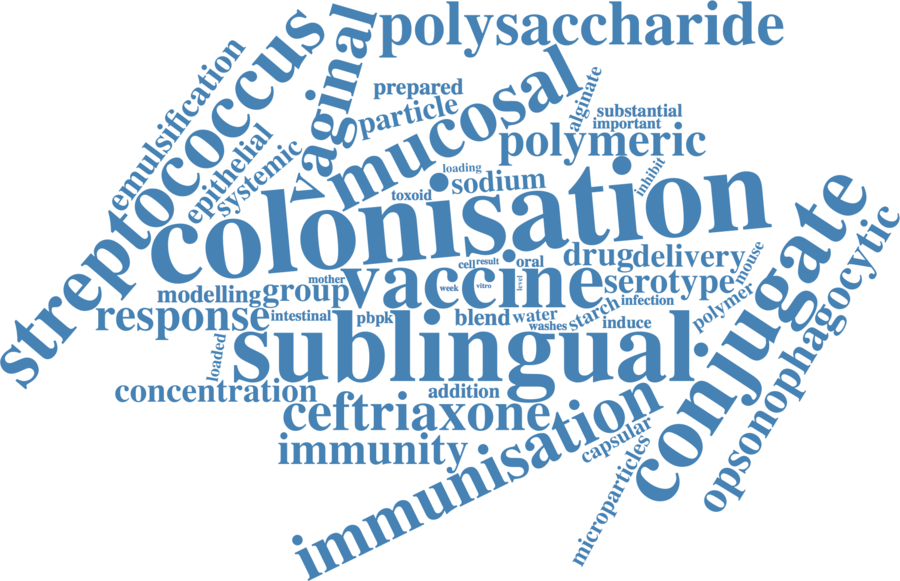 polysaccharide
streptococcus
vaginal
emulsification
mucosal
prepared
particle
alginate
substantial
important
epithelial
polymeric
systemic
loading
inhibit
sodium
toxoid
colonisation
conjugate
opsonophagocytic
drugdelivery
mouse
cell
result
oral
mother
vaccine
week
vitro
level
serotype
modelling
group
infection
polymer
response
intestinal
pbpk
blend
water
washes
starch
induce
loaded
sublingual
concentration
addition
ceftriaxone
immunity
immunisation
capsular
microparticles